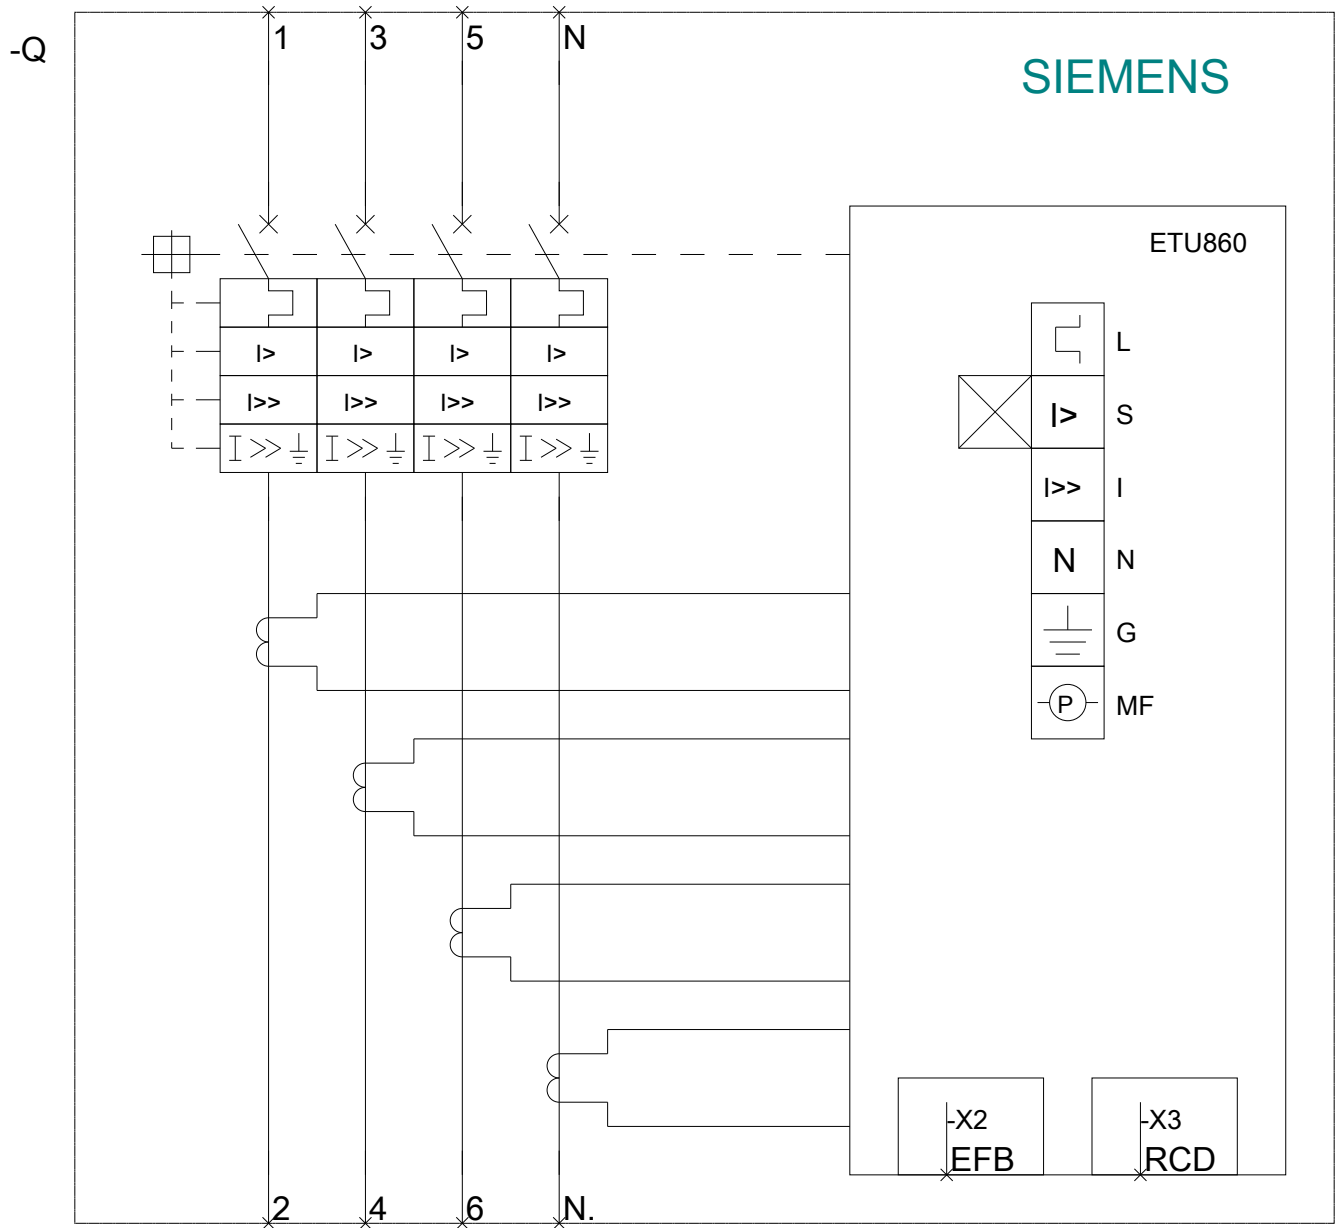 1 3 5 N
-Q
SIEMENS
ETU860
L
I> I> I> I>
I>> I>> I>> I>>
I>> I>> I>> I>>
I> S
I>> I
N N
G
P MF
-X2 -X3
EFB RCD
2 4 6 N.